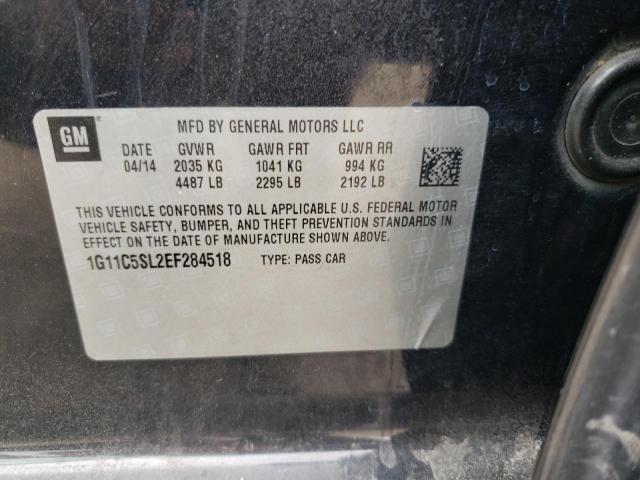 GM
MFD BY GENERAL MOTORS LLC
DATE GVWR GAWR FRT GAWR RR
04/14 2035 KG 1041 KG 994 KG
4487 LB 2295 LB 2192 LB
THIS VEHICLE CONFORMS TO ALL APPLICABLE U.S. FEDERAL MOTOR
VEHICLE SAFETY, BUMPER, AND THEFT PREVENTION STANDARDS IN
EFFECT ON THE DATE OF MANUFACTURE SHOWN ABOVE.
1G11C5SL2EF284518 TYPE: PASS CAR